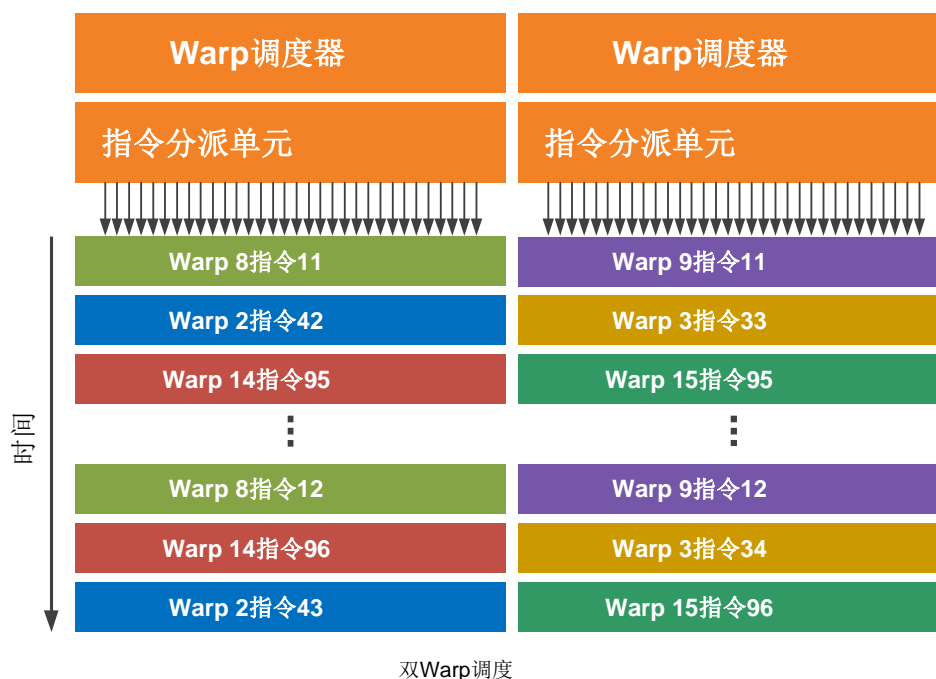 Warp调度器
Warp调度器
指令分派单元
指令分派单元
Warp 8指令11
Warp 9指令11
Warp 2指令42
Warp 3指令33
Warp 14指令95
Warp 15指令95
时间
Warp 8指令12
Warp 9指令12
Warp 14指令96
Warp 3指令34
Warp 2指令43
Warp 15指令96
双Warp调度